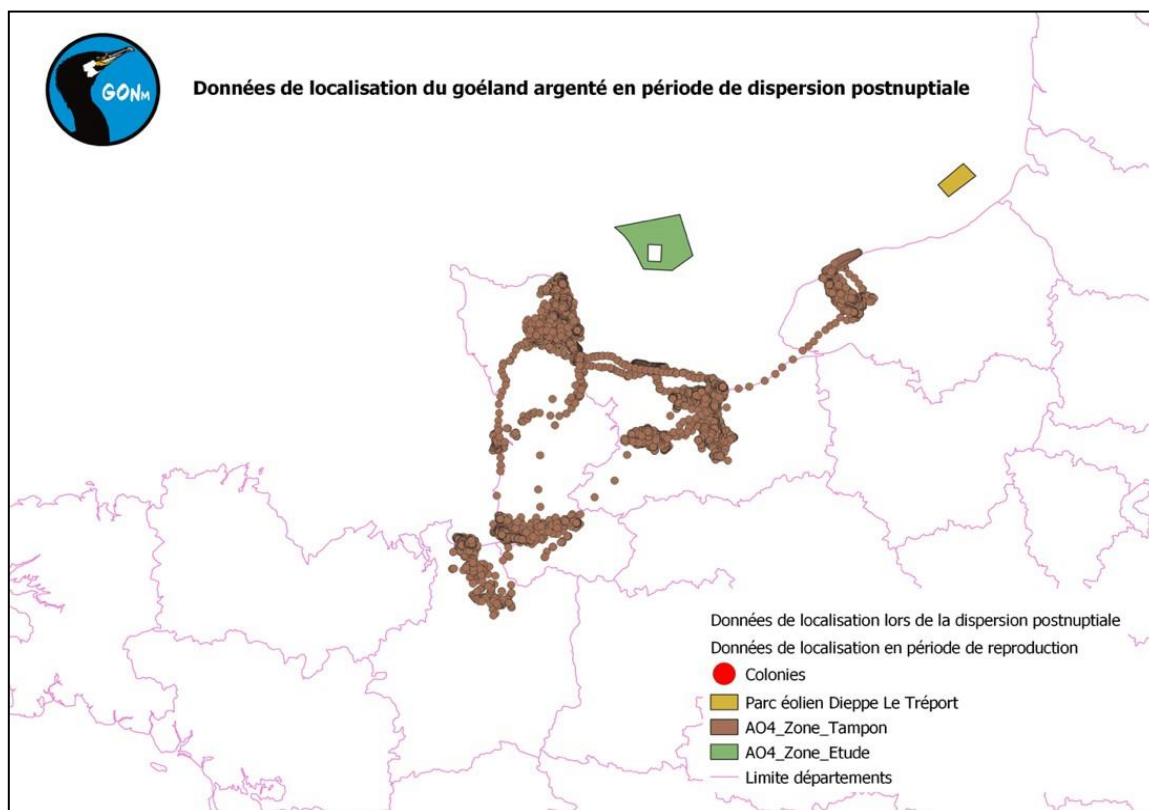 GONm
Données de localisation du goéland argenté en période de dispersion postnuptiale
Données de localisation lors de la dispersion postnuptiale
Données de localisation en période de reproduction
Colonies
Parc éolien Dieppe Le Tréport
AO4_Zone_Tampon
AO4_Zone_Etude
Limite départements